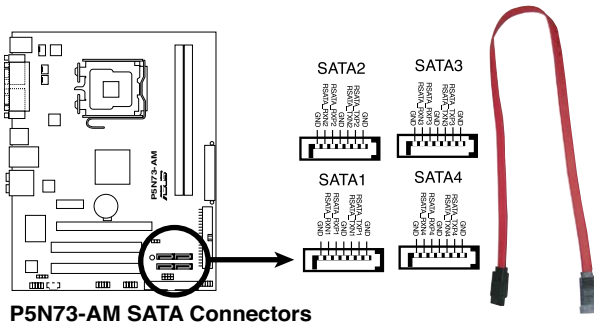 SATA2
GND
RSATA_RXN2
RSATA_RXP2
GND
RSATA_TXN2
RSATA_TXP2
GND
SATA3
GND
RSATA_RXN3
RSATA_RXP3
GND
RSATA_TXN3
RSATA_TXP3
GND
P5N73-AM
ASUS
SATA1
GND
RSATA_RXN1
RSATA_RXP1
GND
RSATA_TXN1
RSATA_TXP1
GND
SATA4
GND
RSATA_RXN4
RSATA_RXP4
GND
RSATA_TXN4
RSATA_TXP4
GND
P5N73-AM SATA Connectors